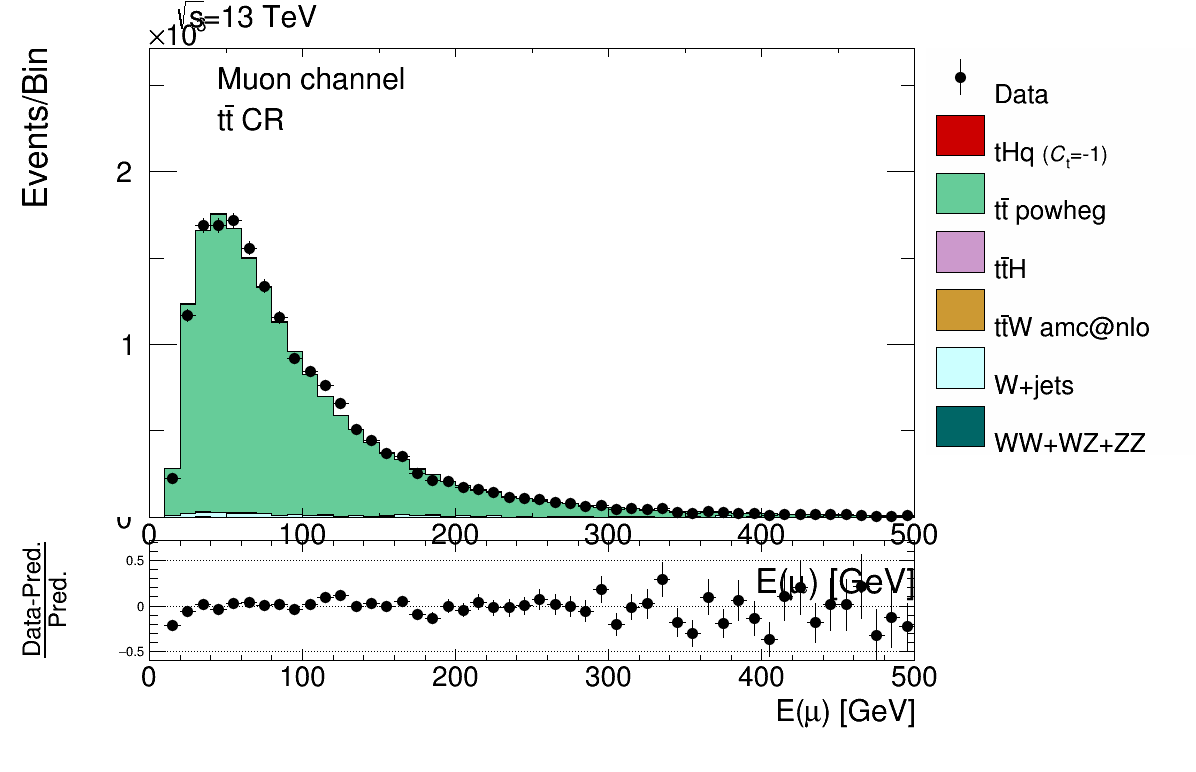 √s=13 TeV
×10³
Events/Bin
Muon channel
tt̄ CR
2
1
0
0 100 200 300 400 500
Data
tHq (Cₜ=-1)
tt̄ powheg
tt̄H
tt̄W amc@nlo
W+jets
WW+WZ+ZZ
E(μ) [GeV]
Data-Pred.
Pred.
0.5
0
−0.5
0 100 200 300 400 500
E(μ) [GeV]